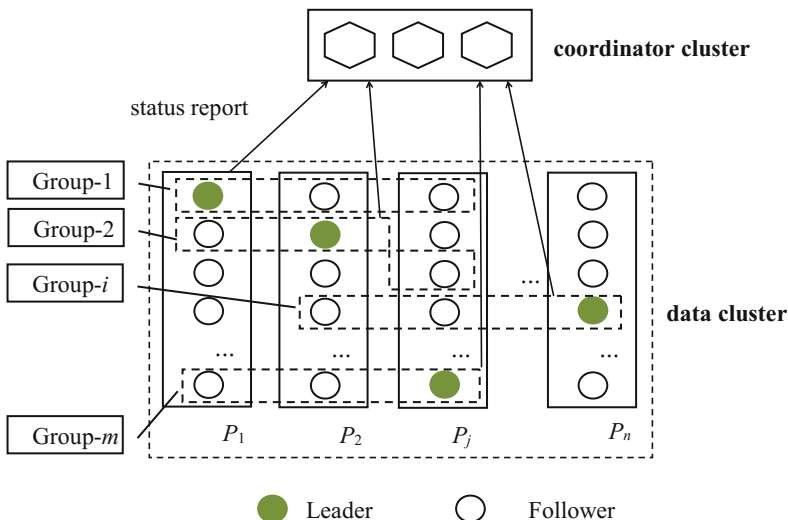 coordinator cluster
status report
Group-1
Group-2
Group-i
...
data cluster
... ... ... ...
Group-m
P1 P2 Pj Pn
Leader Follower